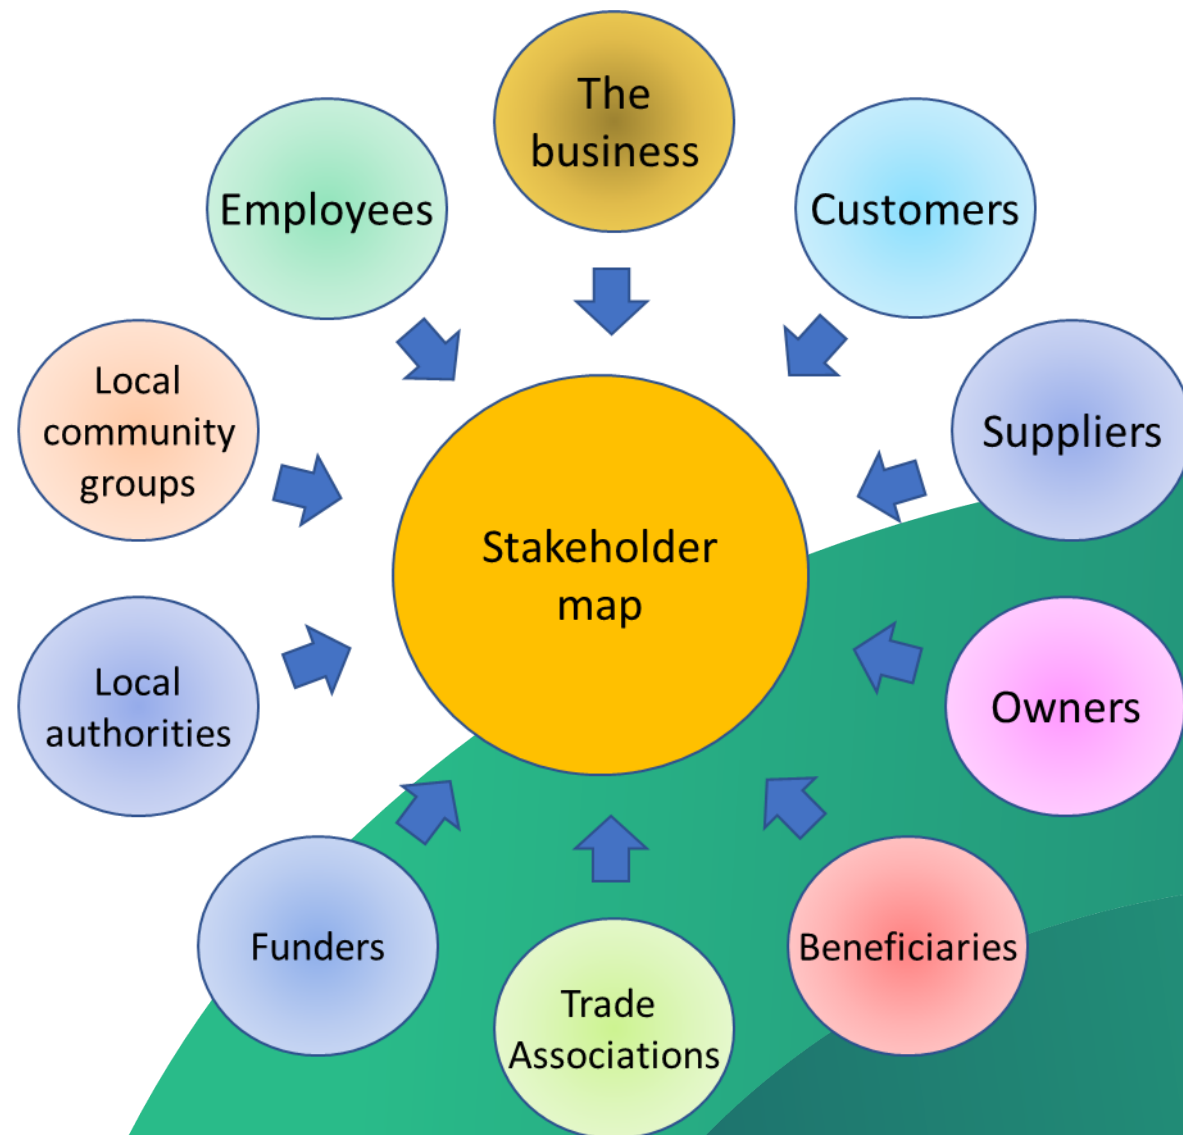 The
business
Employees
Customers
Local
community
groups
Suppliers
Stakeholder
map
Local
authorities
Owners
Funders
Beneficiaries
Trade
Associations